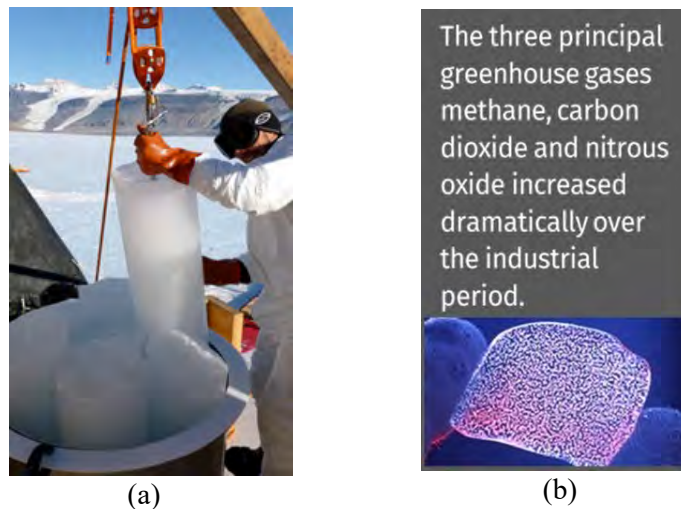 The three principal
greenhouse gases
methane, carbon
dioxide and nitrous
oxide increased
dramatically over
the industrial
period.
(a)
(b)